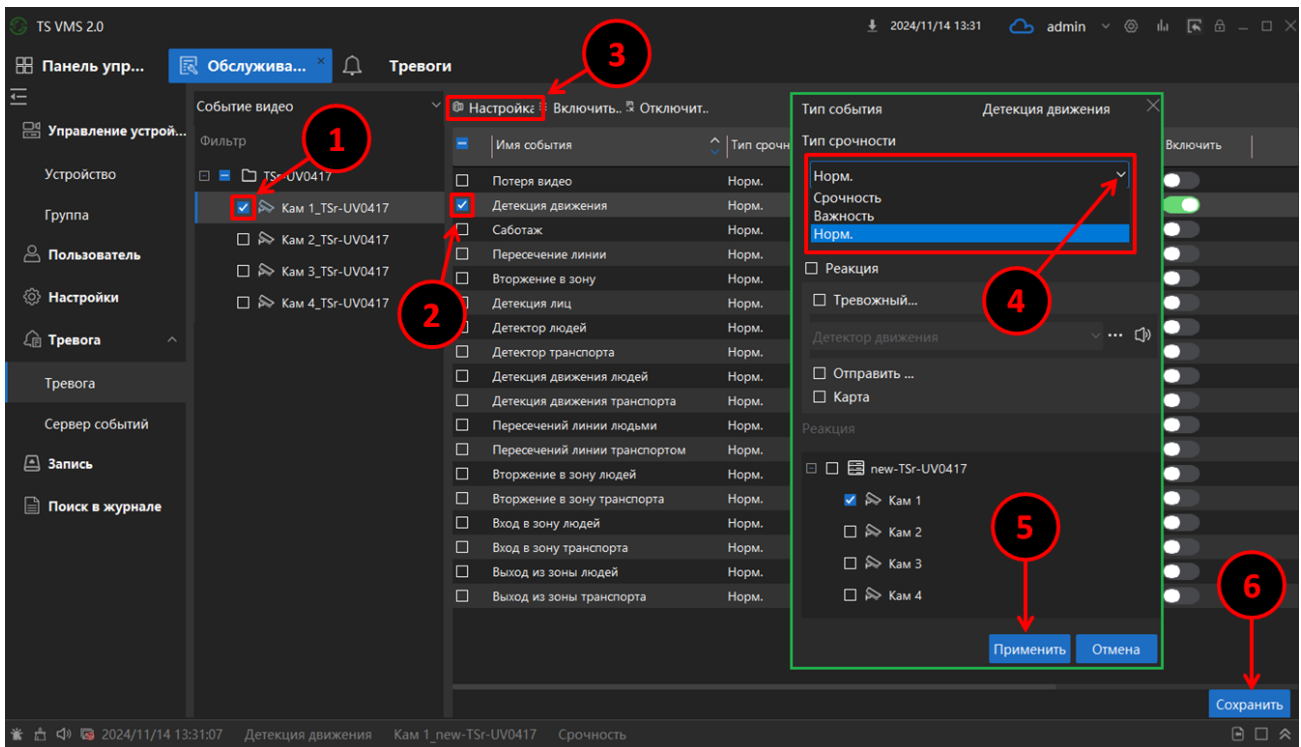 TS VMS 2.0
2024/11/14 13:31
admin
Панель упр...
Обслужива...
Тревоги
3
Событие видео
Настройка
Включить..
Отключит..
Управление устрой...
Фильтр
1
Имя события
Тип срочн
Включить
Тип события
Детекция движения
Тип срочности
Норм.
Срочность
Важность
Норм.
Устройство
TSr-UV0417
Кам 1_TSr-UV0417
Группа
Кам 2_TSr-UV0417
Пользователь
Кам 3_TSr-UV0417
Настройки
Кам 4_TSr-UV0417
2
Тревога
Тревога
Сервер событий
Запись
Поиск в журнале
Потеря видео Норм.
Детекция движения Норм.
Саботаж Норм.
Пересечение линии Норм.
Вторжение в зону Норм.
Детекция лиц Норм.
Детектор людей Норм.
Детектор транспорта Норм.
Детекция движения людей Норм.
Детекция движения транспорта Норм.
Пересечений линии людьми Норм.
Пересечений линии транспортом Норм.
Вторжение в зону людей Норм.
Вторжение в зону транспорта Норм.
Вход в зону людей Норм.
Вход в зону транспорта Норм.
Выход из зоны людей Норм.
Выход из зоны транспорта Норм.
Реакция
4
Тревожный...
Детектор движения
Отправить ...
Карта
Реакция
new-TSr-UV0417
Кам 1
Кам 2
5
Кам 3
Кам 4
6
Применить
Отмена
Сохранить
2024/11/14 13:31:07 Детекция движения Кам 1_new-TSr-UV0417 Срочность